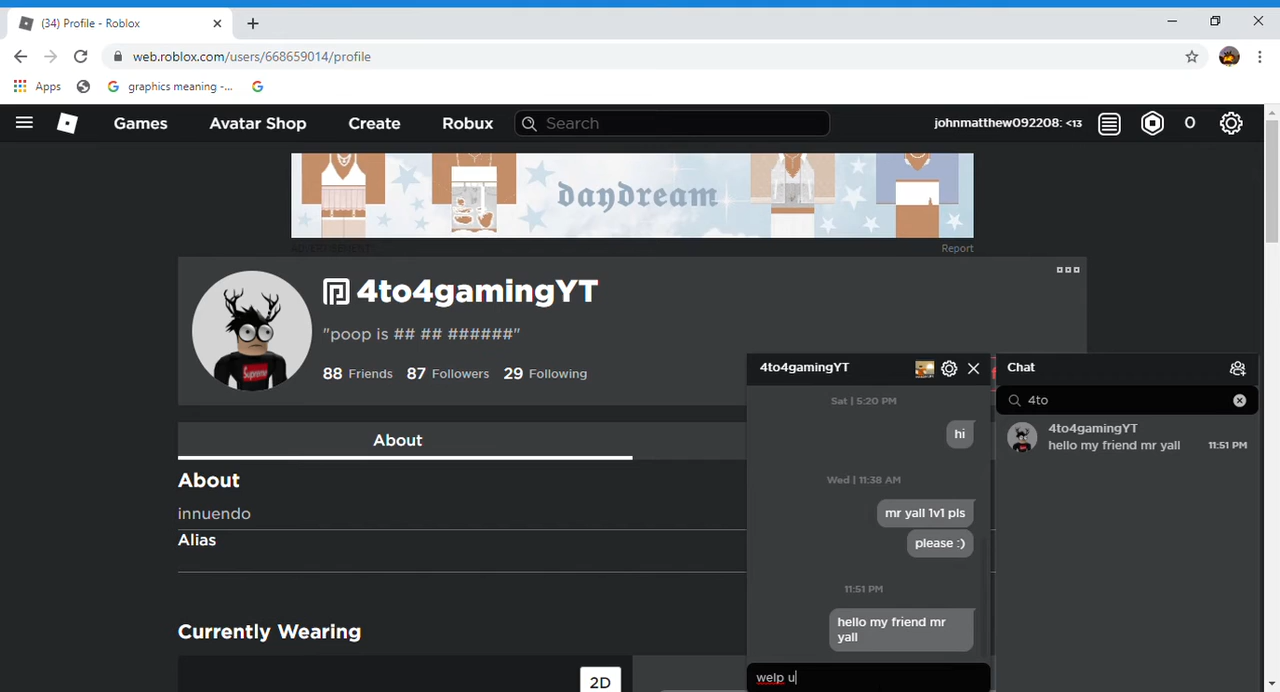 (34) Profile - Roblox
web.roblox.com/users/668659014/profile
Apps
graphics meaning -...
Games
Avatar Shop
Create
Robux
Search
johnmatthew092208: <13
0
daydream
ADVERTISEMENT
Report
4to4gamingYT
"poop is ## ## ######"
88 Friends
87 Followers
29 Following
Supreme
About
About
innuendo
Alias
Currently Wearing
2D
4to4gamingYT
Sat | 5:20 PM
hi
Wed | 11:38 AM
mr yall 1v1 pls
please :)
11:51 PM
hello my friend mr
yall
welp u
Chat
4to
4to4gamingYT
hello my friend mr yall
11:51 PM